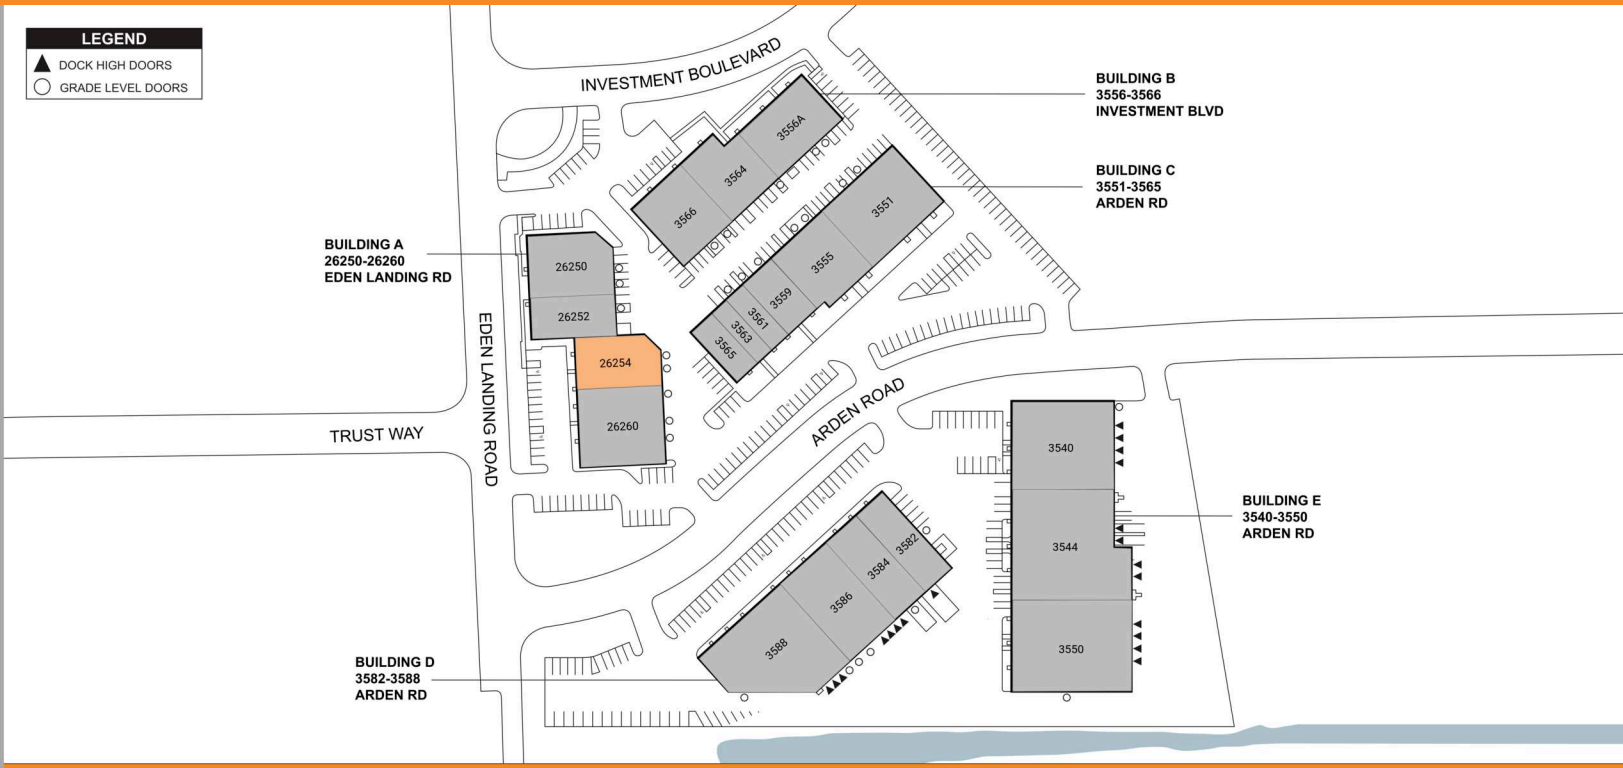 LEGEND
DOCK HIGH DOORS
GRADE LEVEL DOORS
INVESTMENT BOULEVARD
BUILDING B
3556-3566
INVESTMENT BLVD
3556A
3564
3566
BUILDING C
3551-3565
ARDEN RD
3551
3555
3559
3561
3563
3565
BUILDING A
26250-26260
EDEN LANDING RD
26250
26252
26254
26260
EDEN LANDING ROAD
TRUST WAY
ARDEN ROAD
3540
3544
3550
BUILDING E
3540-3550
ARDEN RD
3582
3584
3586
3588
BUILDING D
3582-3588
ARDEN RD